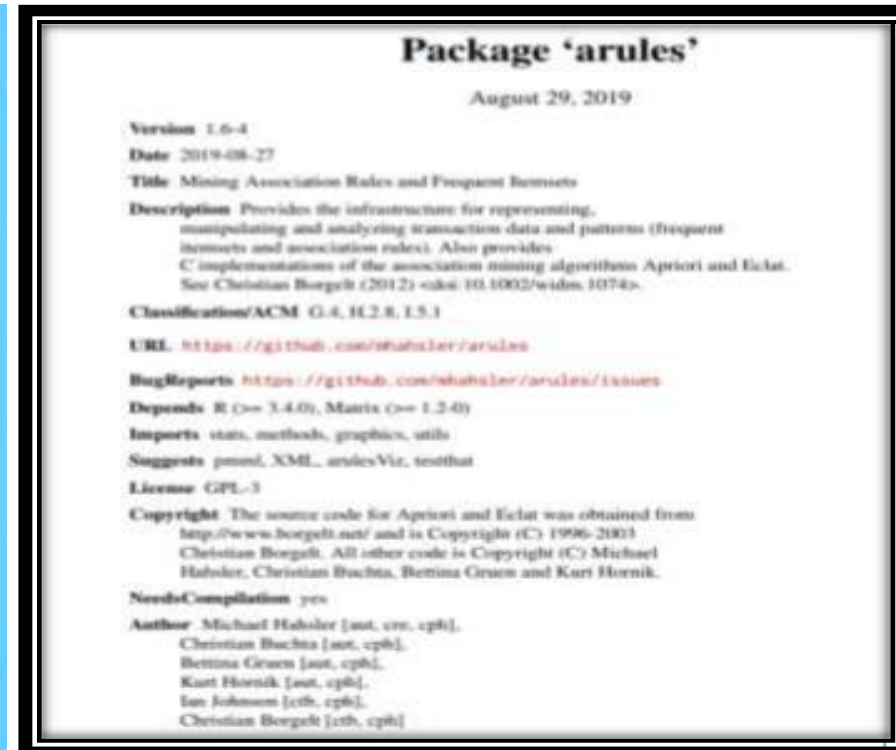 Package ‘arules’
August 29, 2019
Version 1.6-4
Date 2019-08-27
Title Mining Association Rules and Frequent Itemsets
Description Provides the infrastructure for representing,
manipulating and analyzing transaction data and patterns (frequent
itemsets and association rules). Also provides
C implementations of the association mining algorithms Apriori and Eclat.
See Christian Borgelt (2012) <doi:10.1002/widm.1074>.
Classification/ACM G.4, H.2.8, I.5.1
URL https://github.com/mhahsler/arules
BugReports https://github.com/mhahsler/arules/issues
Depends R (>= 3.4.0), Matrix (>= 1.2-0)
Imports stats, methods, graphics, utils
Suggests pmml, XML, arulesViz, testthat
License GPL-3
Copyright The source code for Apriori and Eclat was obtained from
http://www.borgelt.net/ and is Copyright (C) 1996-2003
Christian Borgelt. All other code is Copyright (C) Michael
Hahsler, Christian Buchta, Bettina Gruen and Kurt Hornik.
NeedsCompilation yes
Author Michael Hahsler [aut, cre, cph],
Christian Buchta [aut, cph],
Bettina Gruen [aut, cph],
Kurt Hornik [aut, cph],
Ian Johnson [ctb, cph],
Christian Borgelt [ctb, cph]